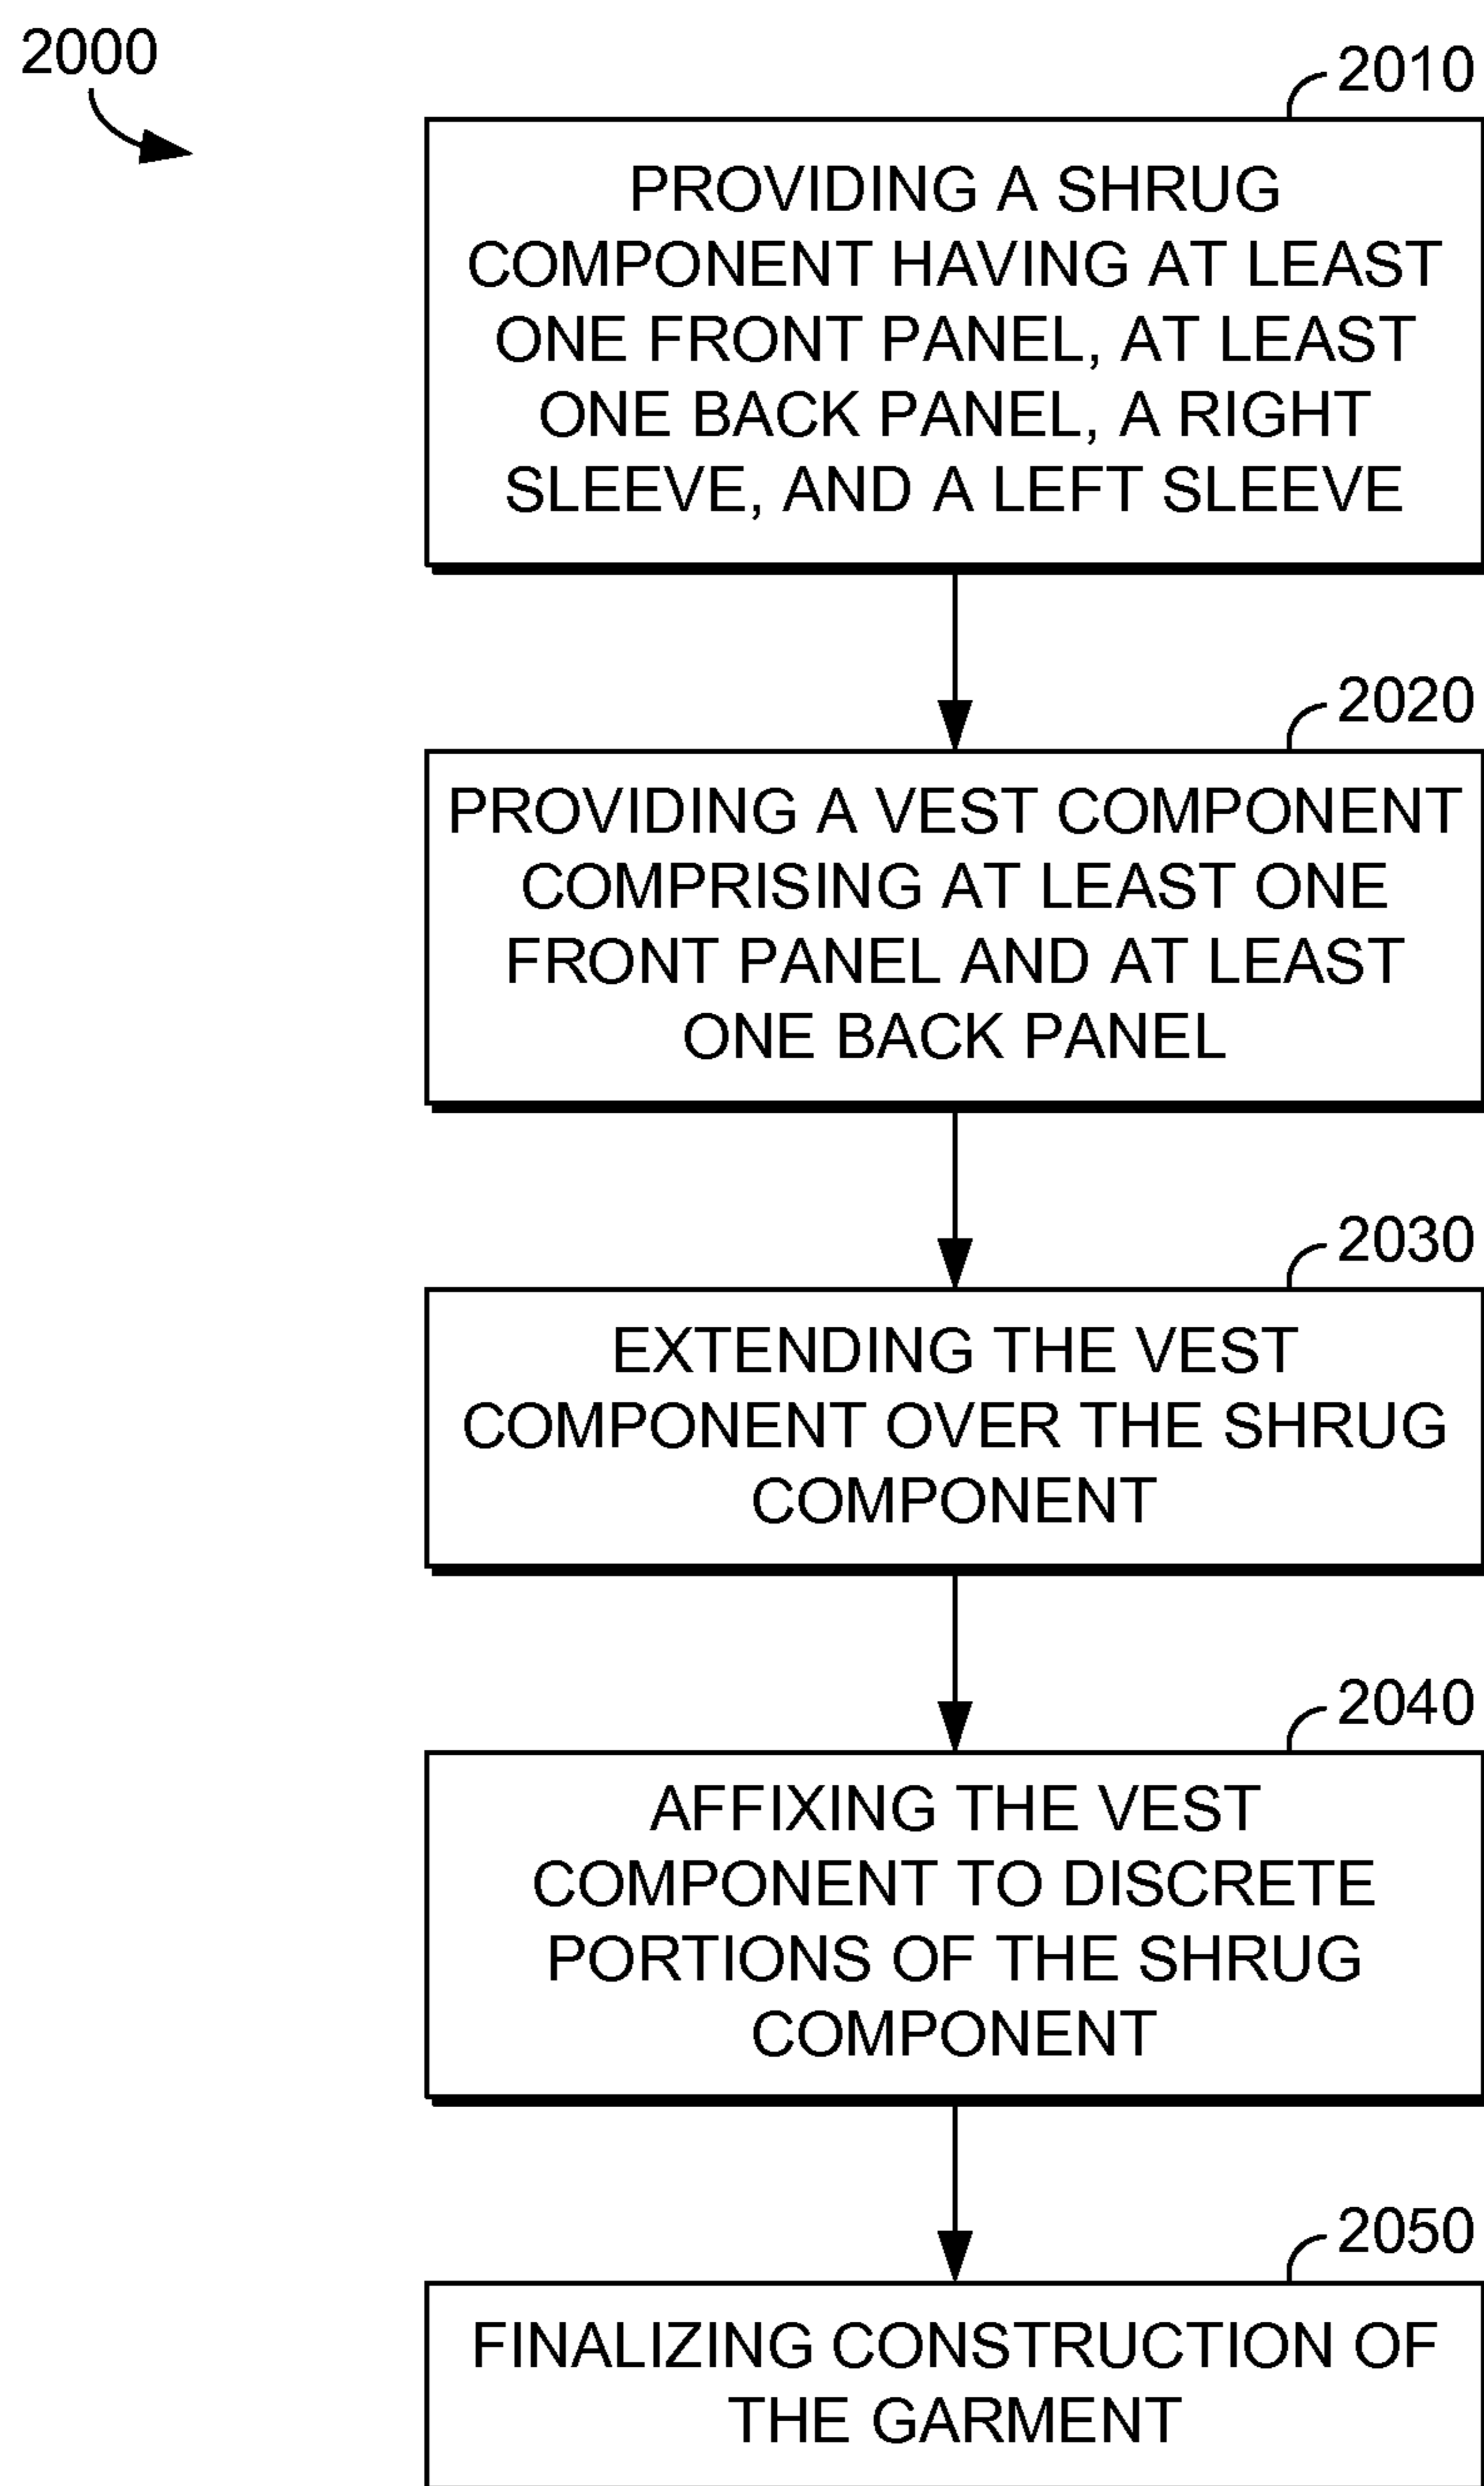 2000
2010
PROVIDING A SHRUG
COMPONENT HAVING AT LEAST
ONE FRONT PANEL, AT LEAST
ONE BACK PANEL, A RIGHT
SLEEVE, AND A LEFT SLEEVE
2020
PROVIDING A VEST COMPONENT
COMPRISING AT LEAST ONE
FRONT PANEL AND AT LEAST
ONE BACK PANEL
2030
EXTENDING THE VEST
COMPONENT OVER THE SHRUG
COMPONENT
2040
AFFIXING THE VEST
COMPONENT TO DISCRETE
PORTIONS OF THE SHRUG
COMPONENT
2050
FINALIZING CONSTRUCTION OF
THE GARMENT